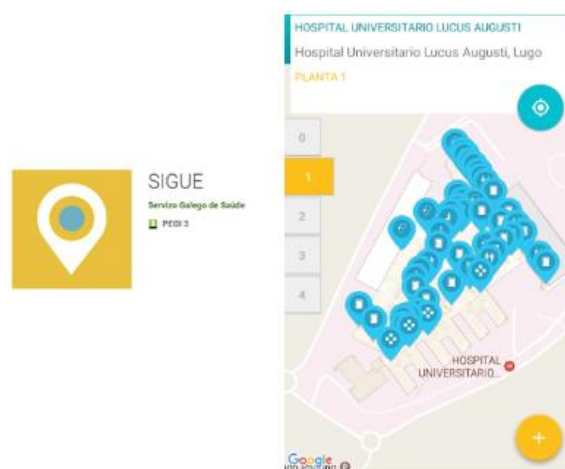 SIGUE
Servizo Galego de Saúde
PEGI 3
HOSPITAL UNIVERSITARIO LUCUS AUGUSTI
Hospital Universitario Lucus Augusti, Lugo
PLANTA 1
0
1
2
3
4
HOSPITAL
UNIVERSITARIO...
Google